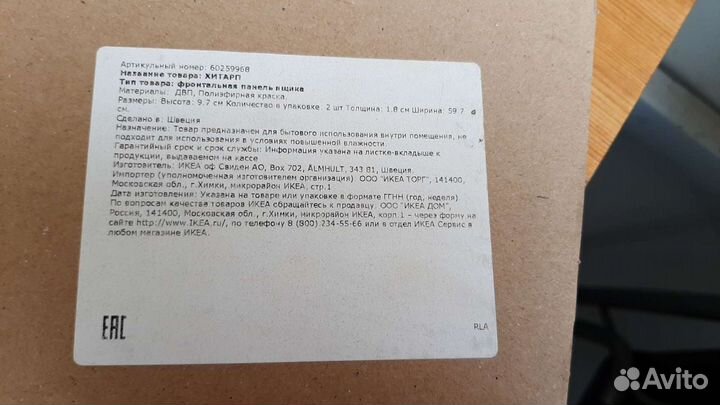 Артикульный номер: 60259968
Название товара: ХИТАРП
Тип товара: фронтальная панель ящика
Материалы: ДВП, Полиэфирная краска.
Размеры: Высота: 9.7 см Количество в упаковке: 2 шт Толщина: 1.8 см Ширина: 59.7
см.
Сделано в: Швеция
Назначение: Товар предназначен для бытового использования внутри помещения, не
подходит для использования в условиях повышенной влажности.
Гарантийный срок и срок службы: Информация указана на листке-вкладыше к
продукции, выдаваемом на кассе
Изготовитель: ИКЕА оф Свиден АО, Box 702, ÄLMHULT, 343 81, Швеция.
Импортер (уполномоченная изготовителем организация): ООО "ИКЕА ТОРГ", 141400,
Московская обл., г.Химки, микрорайон ИКЕА, стр.1
Дата изготовления: Указана на товаре или упаковке в формате ГГНН (год, неделя)
По вопросам качества товаров ИКЕА обращайтесь к продавцу: ООО "ИКЕА ДОМ",
Россия, 141400, Московская обл., г.Химки, микрорайон ИКЕА, корп.1 – через форму на
сайте http://www.IKEA.ru/, по телефону 8 (800) 234-55-66 или в отдел ИКЕА Сервис в
любом магазине ИКЕА.
EAC
RLA
Avito